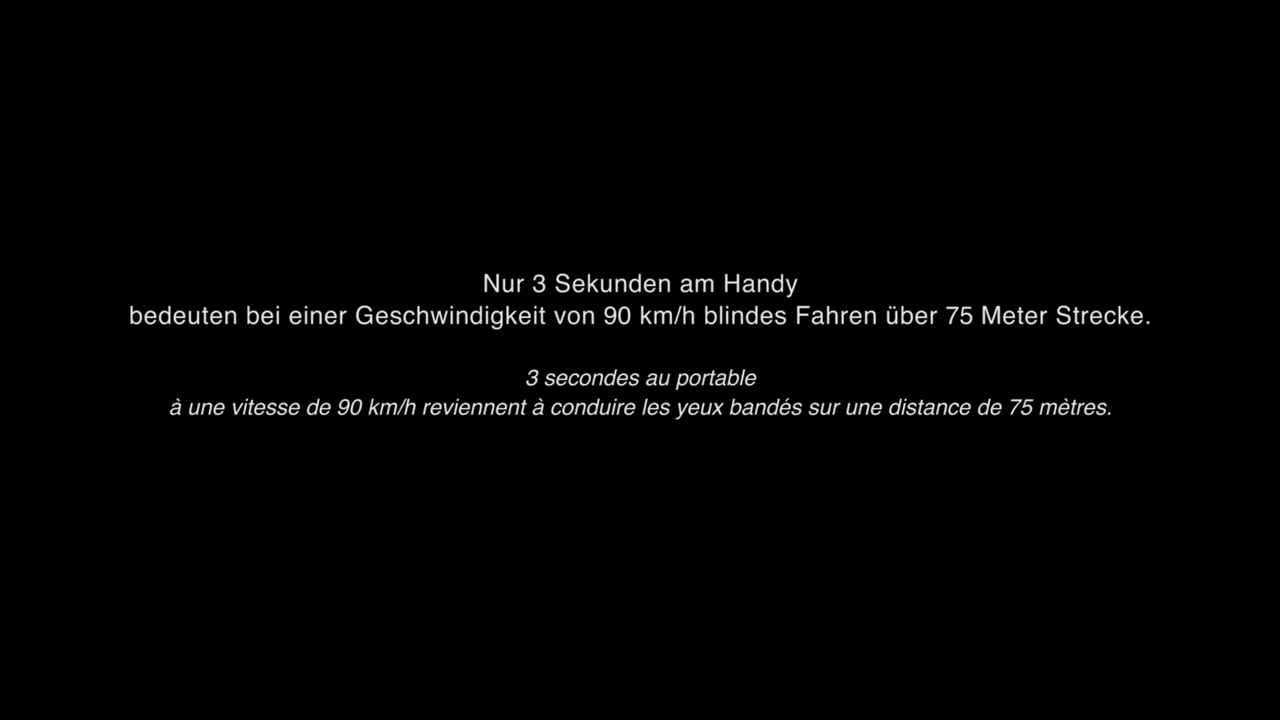 Nur 3 Sekunden am Handy
bedeuten bei einer Geschwindigkeit von 90 km/h blindes Fahren über 75 Meter Strecke.
3 secondes au portable
à une vitesse de 90 km/h reviennent à conduire les yeux bandés sur une distance de 75 mètres.